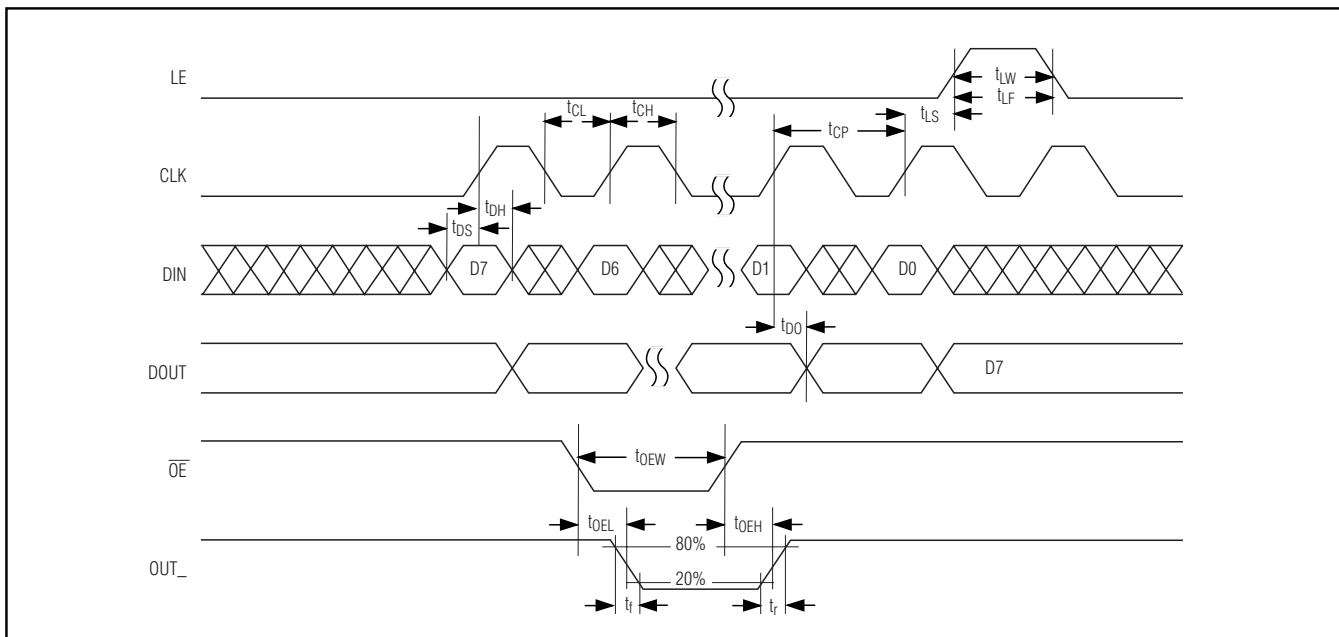 LE
tLW
tLF
tCL
tCH
tLS
tCP
CLK
tDH
tDS
DIN
D7
D6
D1
D0
tDO
DOUT
D7
OE
tOEW
tOEL
tOEH
80%
OUT_
20%
tf
tr